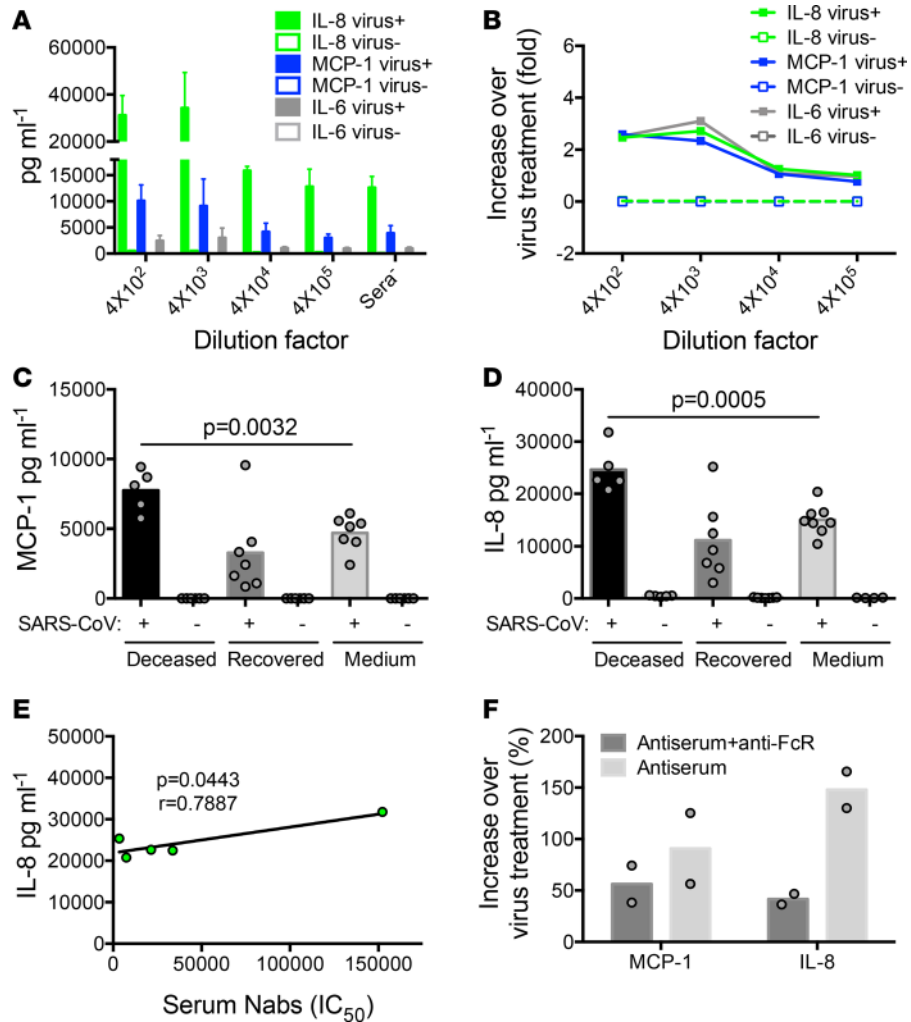 A
IL-8 virus+
IL-8 virus-
MCP-1 virus+
MCP-1 virus-
IL-6 virus+
IL-6 virus-
60000
40000
20000
15000
10000
5000
0
pg ml-1
4X10² 4X10³ 4X10⁴ 4X10⁵ Sera-
Dilution factor
B
IL-8 virus+
IL-8 virus-
MCP-1 virus+
MCP-1 virus-
IL-6 virus+
IL-6 virus-
Increase over
virus treatment (fold)
6
4
2
0
-2
4X10² 4X10³ 4X10⁴ 4X10⁵
Dilution factor
C
MCP-1 pg ml-1
15000
10000
5000
0
p=0.0032
SARS-CoV: + - + - + -
Deceased Recovered Medium
D
IL-8 pg ml-1
40000
30000
20000
10000
0
p=0.0005
SARS-CoV: + - + - + -
Deceased Recovered Medium
E
IL-8 pg ml-1
50000
40000
30000
20000
10000
0
p=0.0443
r=0.7887
0 50000 100000 150000
Serum Nabs (IC50)
F
Increase over
virus treatment (%)
200
150
100
50
0
Antiserum+anti-FcR
Antiserum
MCP-1 IL-8